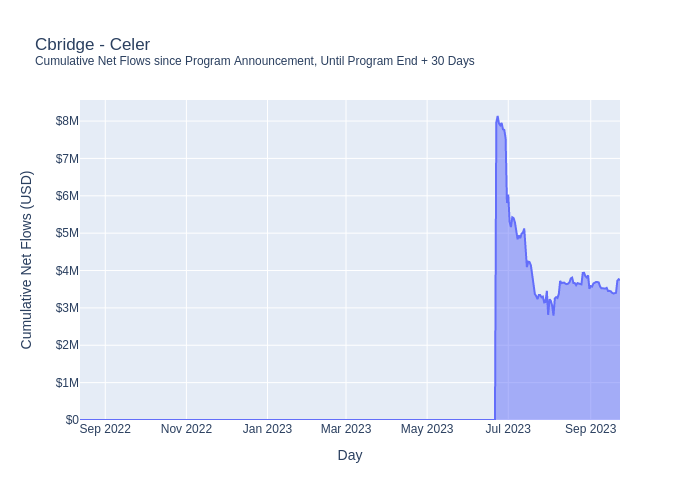 Cbridge - Celer
Cumulative Net Flows since Program Announcement, Until Program End + 30 Days
Cumulative Net Flows (USD)
$8M
$7M
$6M
$5M
$4M
$3M
$2M
$1M
$0
Sep 2022
Nov 2022
Jan 2023
Mar 2023
May 2023
Jul 2023
Sep 2023
Day